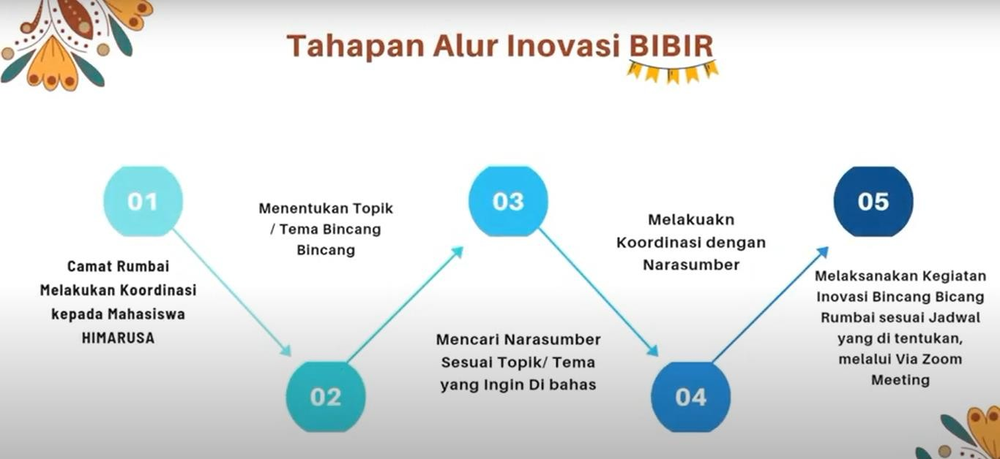 Tahapan Alur Inovasi BIBIR
01
Camat Rumbai
Melakukan Koordinasi
kepada Mahasiswa
HIMARUSA
Menentukan Topik
/ Tema Bincang
Bincang
02
03
Mencari Narasumber
Sesuai Topik/ Tema
yang Ingin Di bahas
Melakuakn
Koordinasi dengan
Narasumber
04
05
Melaksanakan Kegiatan
Inovasi Bincang Bicang
Rumbai sesuai Jadwal
yang di tentukan,
melalui Via Zoom
Meeting